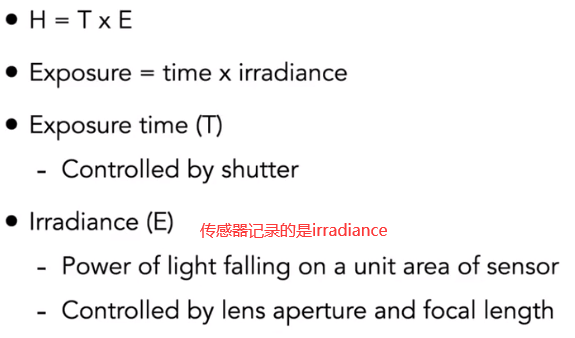 • H = T x E
• Exposure = time x irradiance
• Exposure time (T)
- Controlled by shutter
• Irradiance (E)
传感器记录的是irradiance
- Power of light falling on a unit area of sensor
- Controlled by lens aperture and focal length